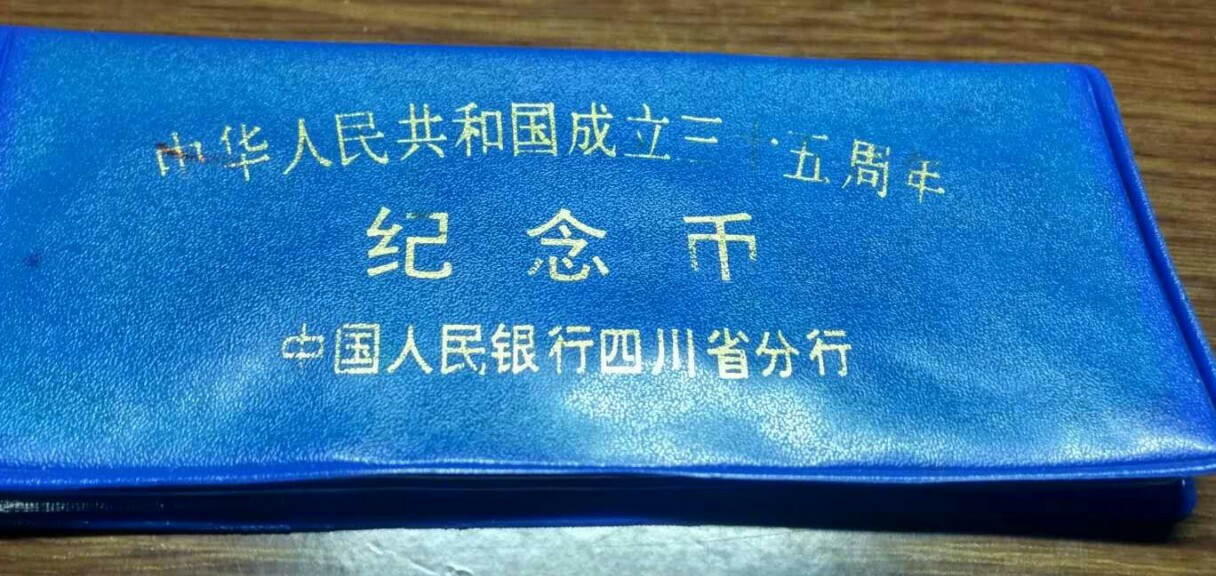 中华人民共和国成立三十五周年
纪念币
中国人民银行四川省分行